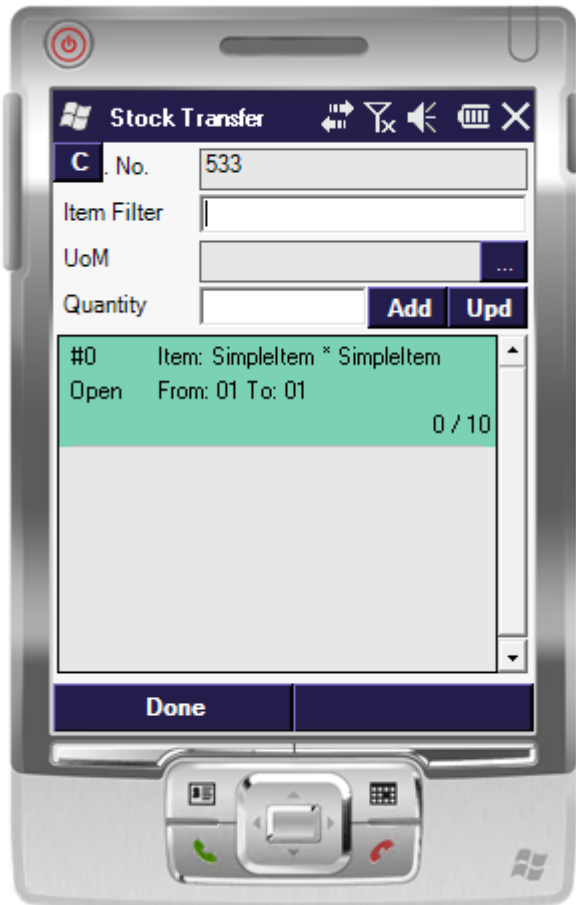 Stock Transfer
C . No. 533
Item Filter
UoM ...
Quantity Add Upd
#0 Item: SimpleItem * SimpleItem
Open From: 01 To: 01
0 / 10
Done